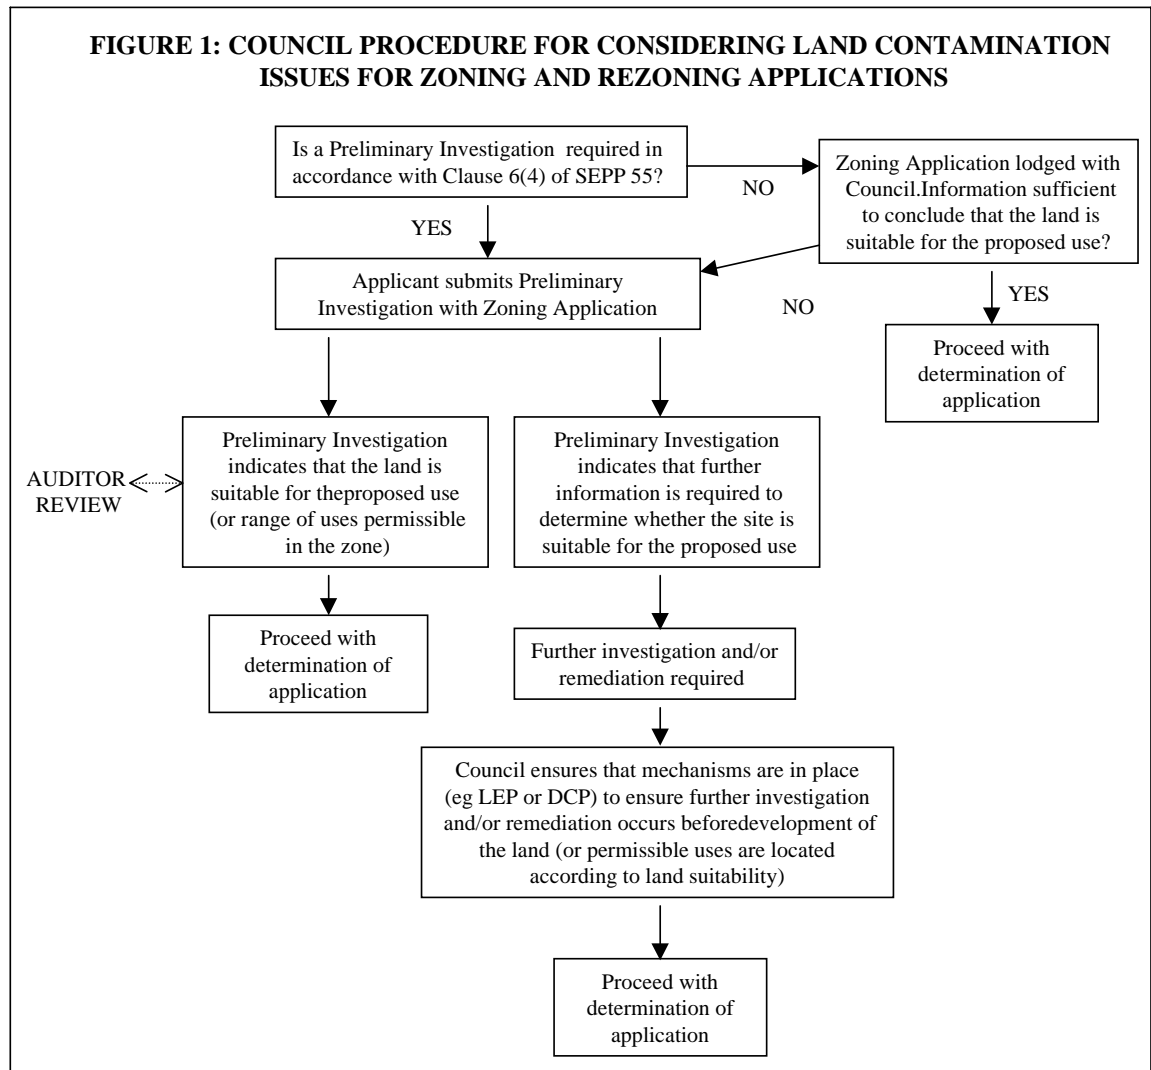 FIGURE 1: COUNCIL PROCEDURE FOR CONSIDERING LAND CONTAMINATION
ISSUES FOR ZONING AND REZONING APPLICATIONS
Is a Preliminary Investigation required in
accordance with Clause 6(4) of SEPP 55?
NO
Zoning Application lodged with
Council.Information sufficient
to conclude that the land is
suitable for the proposed use?
YES
Applicant submits Preliminary
Investigation with Zoning Application
NO
YES
Proceed with
determination of
application
AUDITOR
REVIEW
Preliminary Investigation
indicates that the land is
suitable for theproposed use
(or range of uses permissible
in the zone)
Preliminary Investigation
indicates that further
information is required to
determine whether the site is
suitable for the proposed use
Proceed with
determination of
application
Further investigation and/or
remediation required
Council ensures that mechanisms are in place
(eg LEP or DCP) to ensure further investigation
and/or remediation occurs beforedevelopment of
the land (or permissible uses are located
according to land suitability)
Proceed with
determination of
application